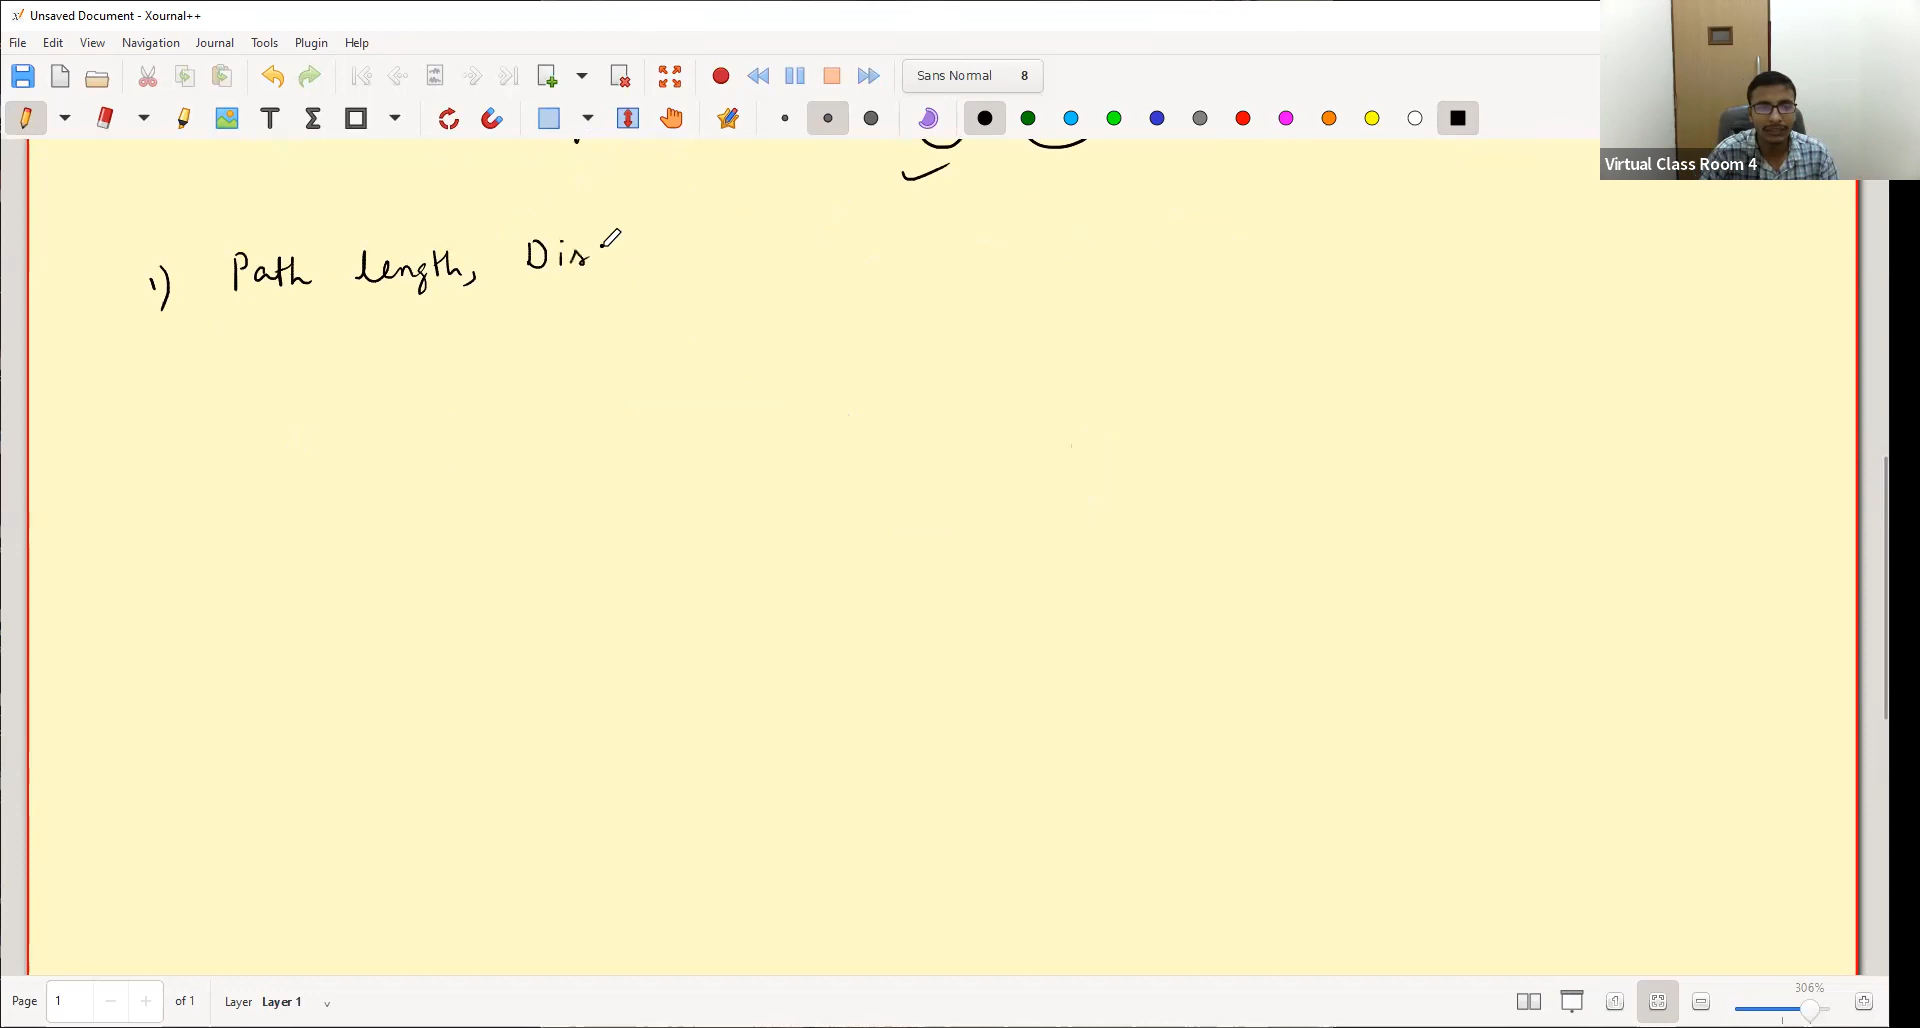 Unsaved Document - Xournal++
File Edit View Navigation Journal Tools Plugin Help
Sans Normal 8
Virtual Class Room 4
1) Path length, Dis
306%
Page 1 of 1 Layer Layer 1